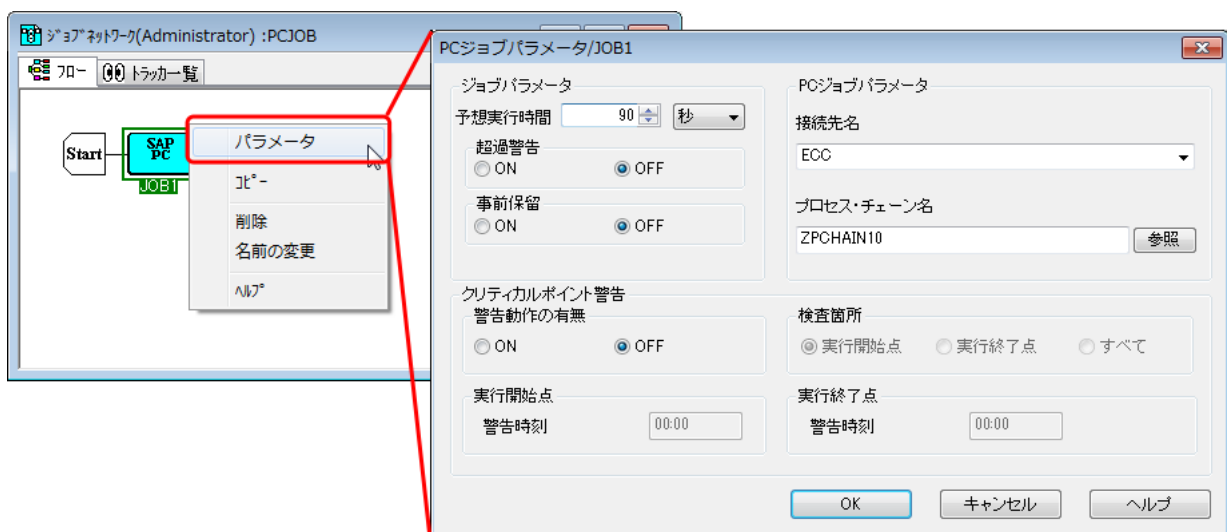 ｼﾞｮﾌﾞﾈｯﾄﾜｰｸ(Administrator) :PCJOB
ﾌﾛｰ
ﾄﾗｯｶｰ一覧
Start
SAP
PC
JOB1
パラメータ
ｺﾋﾟｰ
削除
名前の変更
ﾍﾙﾌﾟ
PCジョブパラメータ/JOB1
ジョブパラメータ
予想実行時間 90 秒
超過警告
ON OFF
事前保留
ON OFF
PCジョブパラメータ
接続先名
ECC
プロセス・チェーン名
ZPCHAIN10 参照
クリティカルポイント警告
警告動作の有無
ON OFF
検査箇所
実行開始点 実行終了点 すべて
実行開始点
警告時刻 00:00
実行終了点
警告時刻 00:00
OK キャンセル ヘルプ